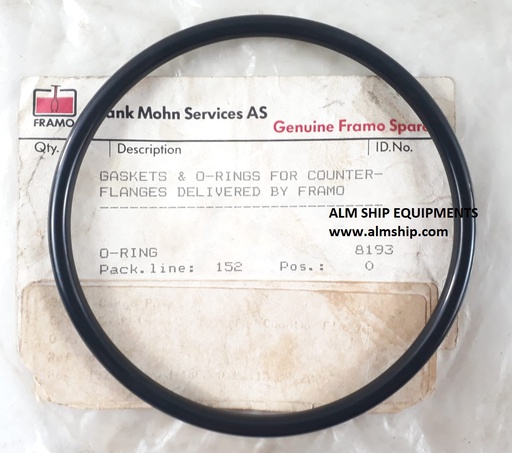 ank Mohn Services AS
FRAMO
Genuine Framo Spare
Qty. Description ID.No.
GASKETS & O-RINGS FOR COUNTER-
FLANGES DELIVERED BY FRAMO
ALM SHIP EQUIPMENTS
www.almship.com
O-RING 8193
Pack.line: 152 Pos.: 0